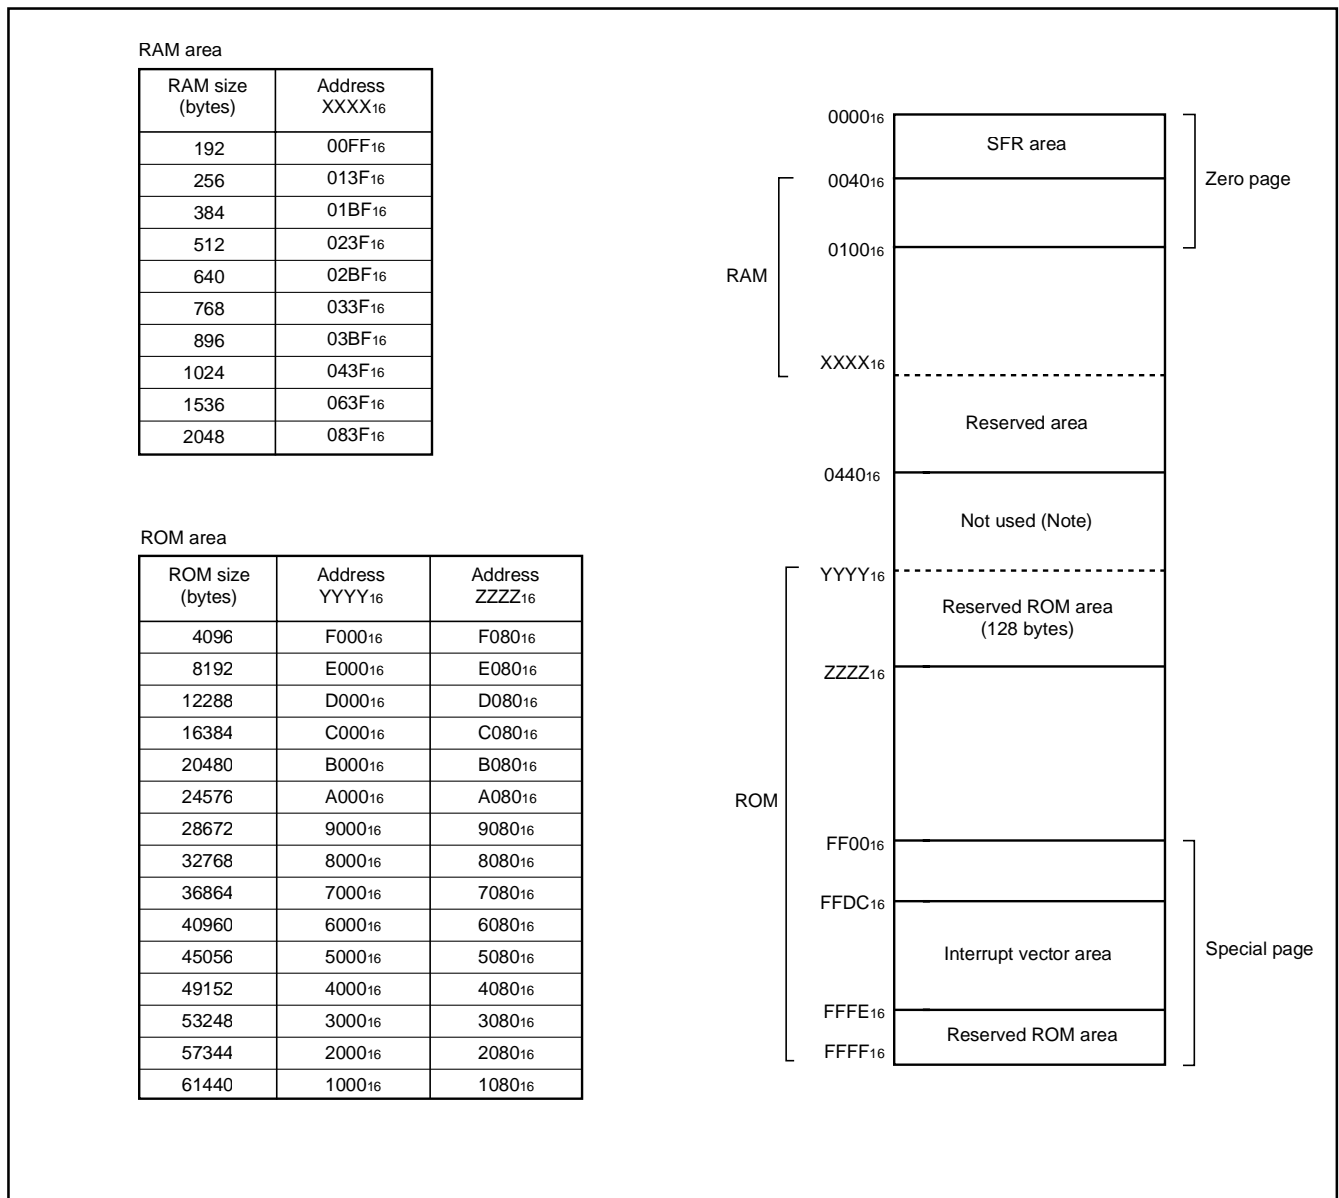 RAM area
RAM size Address
(bytes) XXXX16
192 00FF16
256 013F16
384 01BF16
512 023F16
640 02BF16
768 033F16
896 03BF16
1024 043F16
1536 063F16
2048 083F16
ROM area
ROM size Address Address
(bytes) YYYY16 ZZZZ16
4096 F00016 F08016
8192 E00016 E08016
12288 D00016 D08016
16384 C00016 C08016
20480 B00016 B08016
24576 A00016 A08016
28672 900016 908016
32768 800016 808016
36864 700016 708016
40960 600016 608016
45056 500016 508016
49152 400016 408016
53248 300016 308016
57344 200016 208016
61440 100016 108016
000016
SFR area
004016
Zero page
010016
RAM
XXXX16
Reserved area
044016
Not used (Note)
YYYY16
Reserved ROM area
(128 bytes)
ZZZZ16
ROM
FF0016
FFDC16
Interrupt vector area
Special page
FFFE16
Reserved ROM area
FFFF16